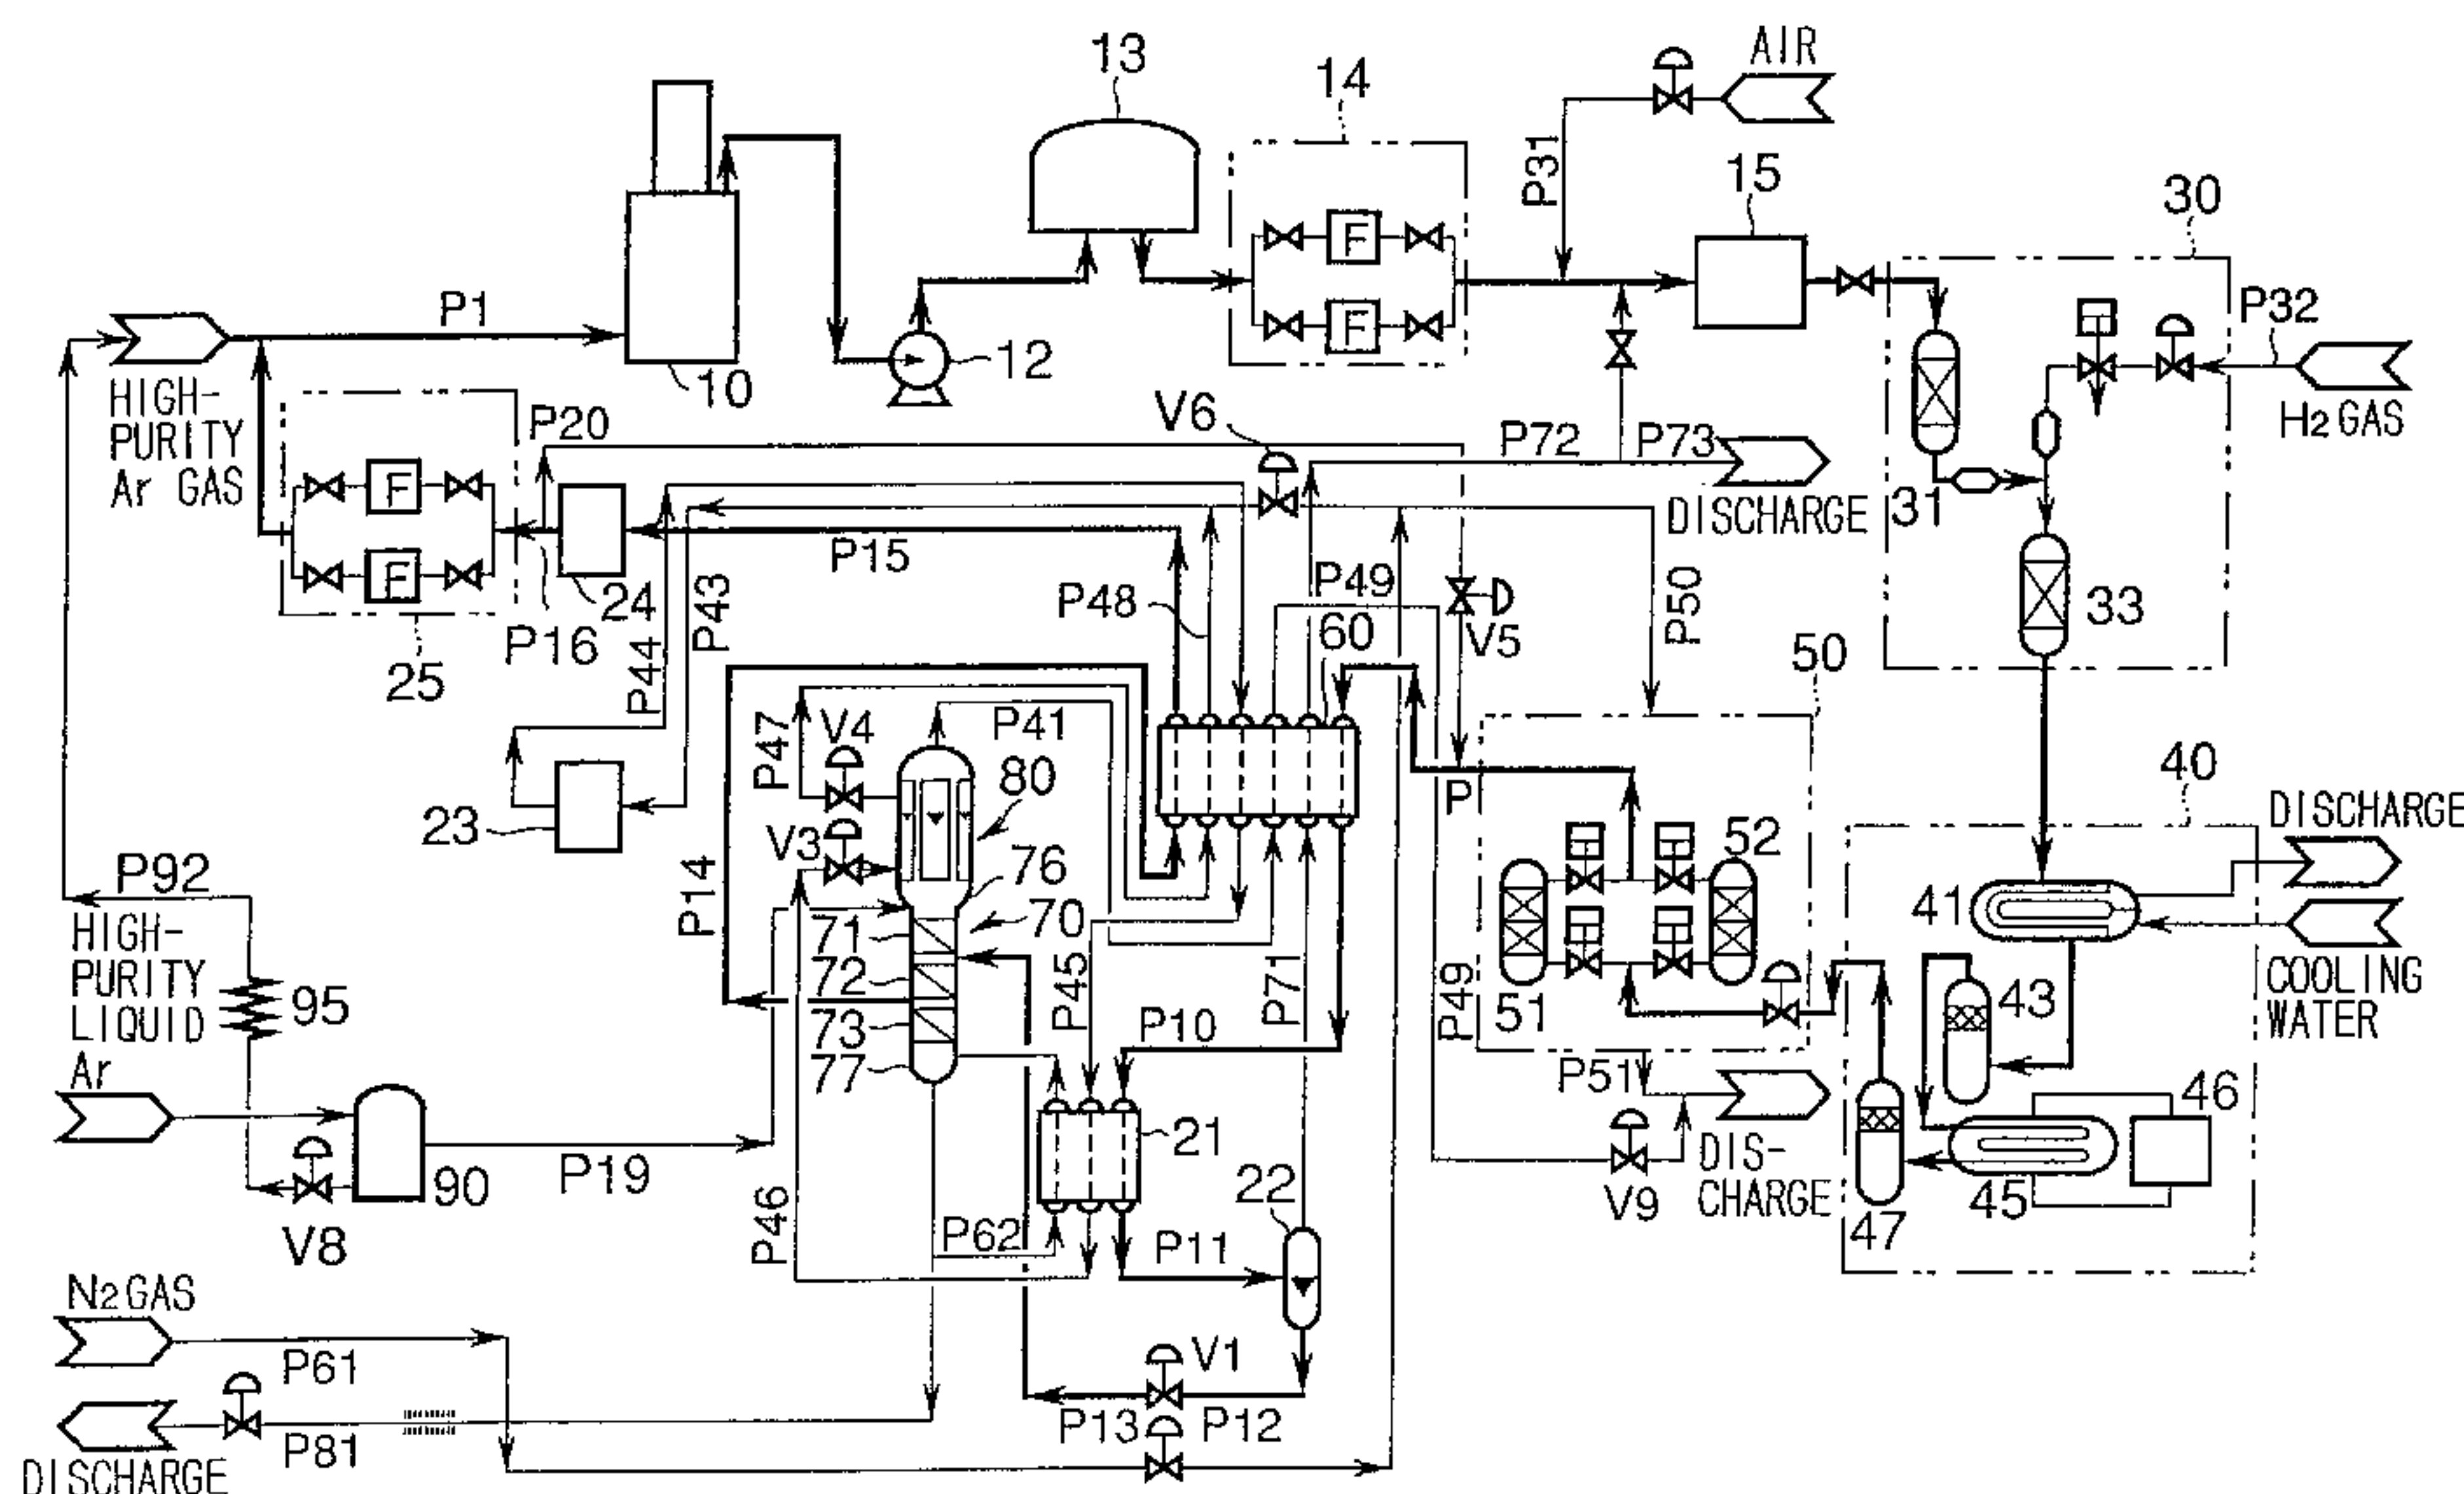 AIR
13
14
15
30
P31
P1
P32
12
10
HIGH-
PURITY
Ar GAS
H2 GAS
V6
P20
P72
P73
F
F
F
F
31
DISCHARGE
P15
24
P43
P48
P49
P50
33
P16
60
V5
25
P44
50
P47
V4
P41
80
P
40
DISCHARGE
23
V3
76
52
P92
P14
70
41
HIGH-
PURITY
LIQUID
Ar
95
71
72
73
77
P45
P71
P49
51
43
COOLING
WATER
P10
P51
46
21
22
90
P19
P46
P62
P11
V9
DIS-
CHARGE
45
47
V8
N2 GAS
P61
V1
P13
P12
P81
DISCHARGE